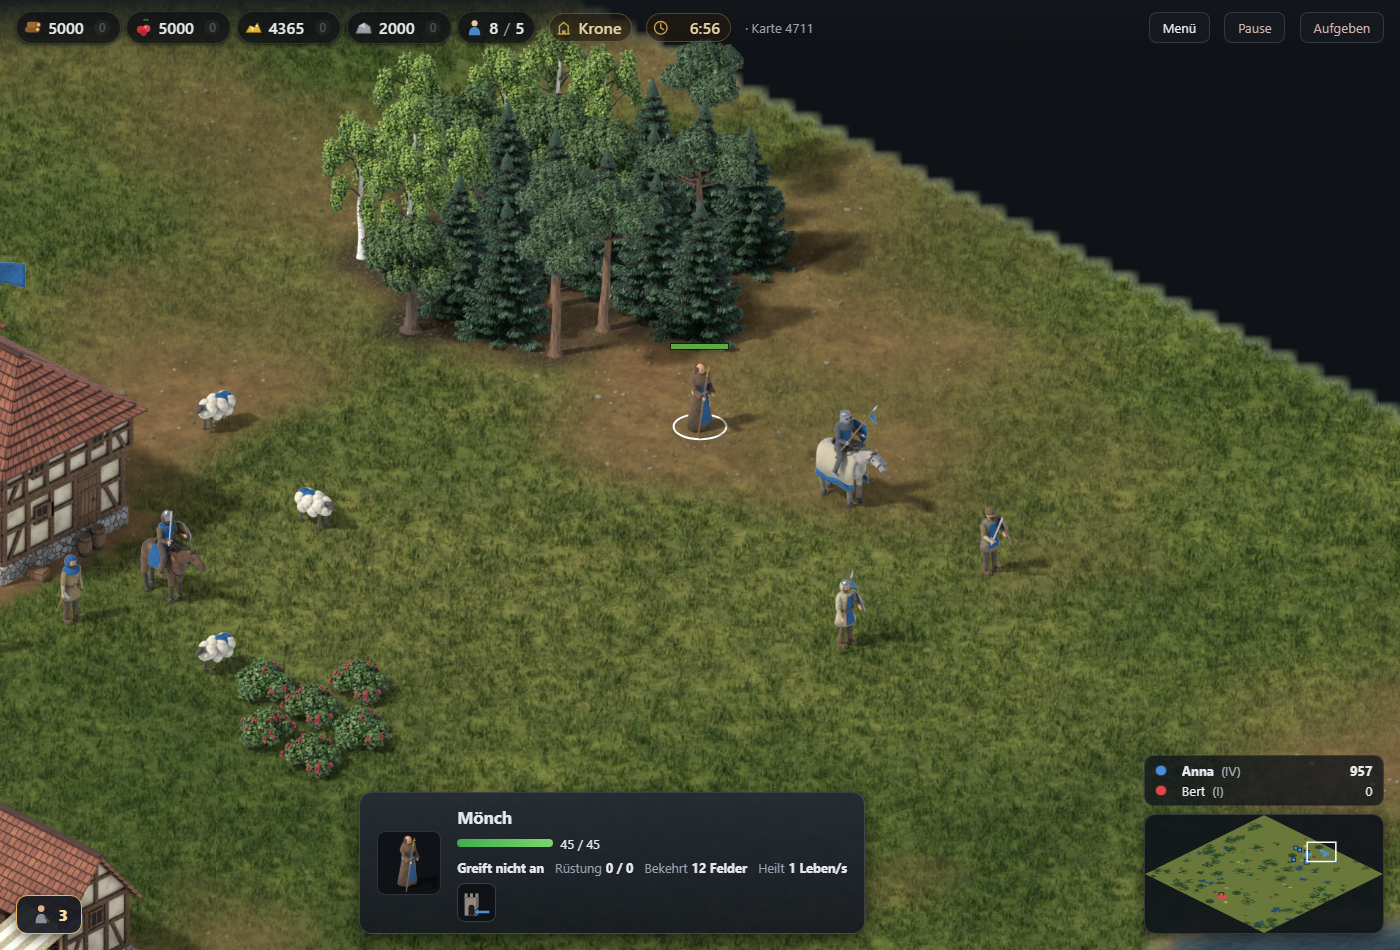 5000 0 5000 0 4365 0 2000 0 8 / 5 Krone 6:56 · Karte 4711 Menü Pause Aufgeben
Mönch
45 / 45
Greift nicht an Rüstung 0 / 0 Bekehrt 12 Felder Heilt 1 Leben/s
3
Anna (IV) 957
Bert (I) 0